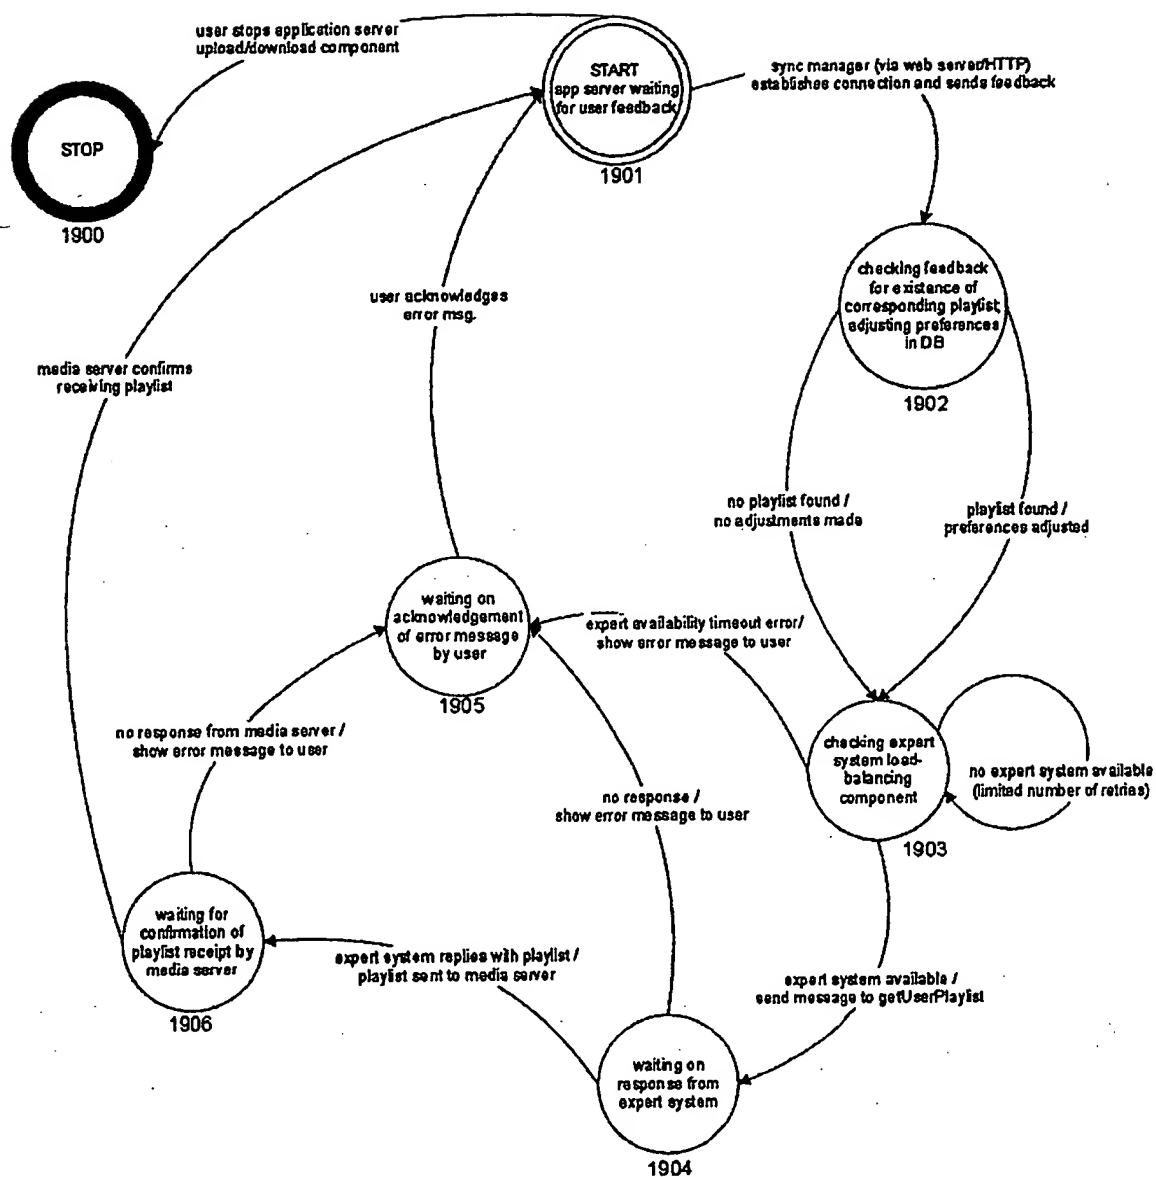 user stops application server
upload/download component
START
app server waiting
for user feedback
1901
sync manager (via web server/HTTP)
establishes connection and sends feedback
STOP
1900
checking feedback
for existence of
corresponding playlist,
adjusting preferences
in DB
1902
user acknowledges
error msg.
media server confirms
receiving playlist
no playlist found /
no adjustments made
playlist found /
preferences adjusted
waiting on
acknowledgement
of error message
by user
1905
expert availability timeout error/
show error message to user
no response from media server /
show error message to user
checking expert
system load-
balancing
component
1903
no expert system available
(limited number of retries)
no response /
show error message to user
waiting for
confirmation of
playlist receipt by
media server
1906
expert system replies with playlist /
playlist sent to media server
expert system available /
send message to getUserPlaylist
waiting on
response from
expert system
1904